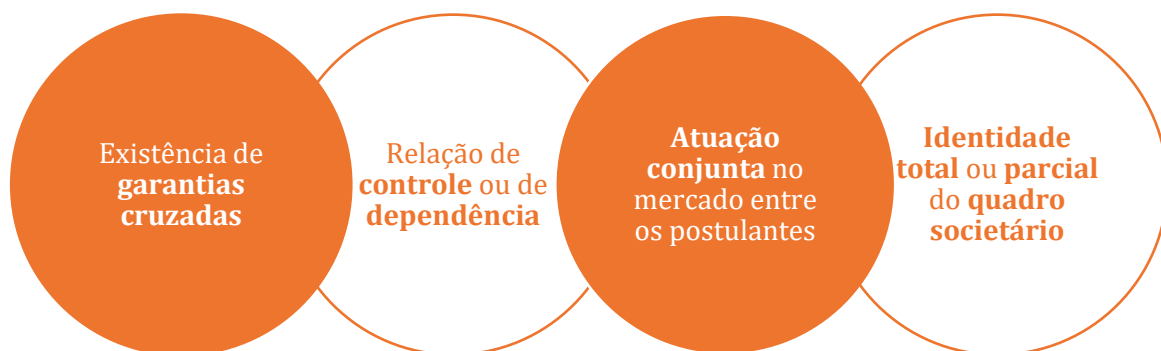 Existência de
garantias
cruzadas
Relação de
controle ou de
dependência
Atuação
conjunta no
mercado entre
os postulantes
Identidade
total ou parcial
do quadro
societário